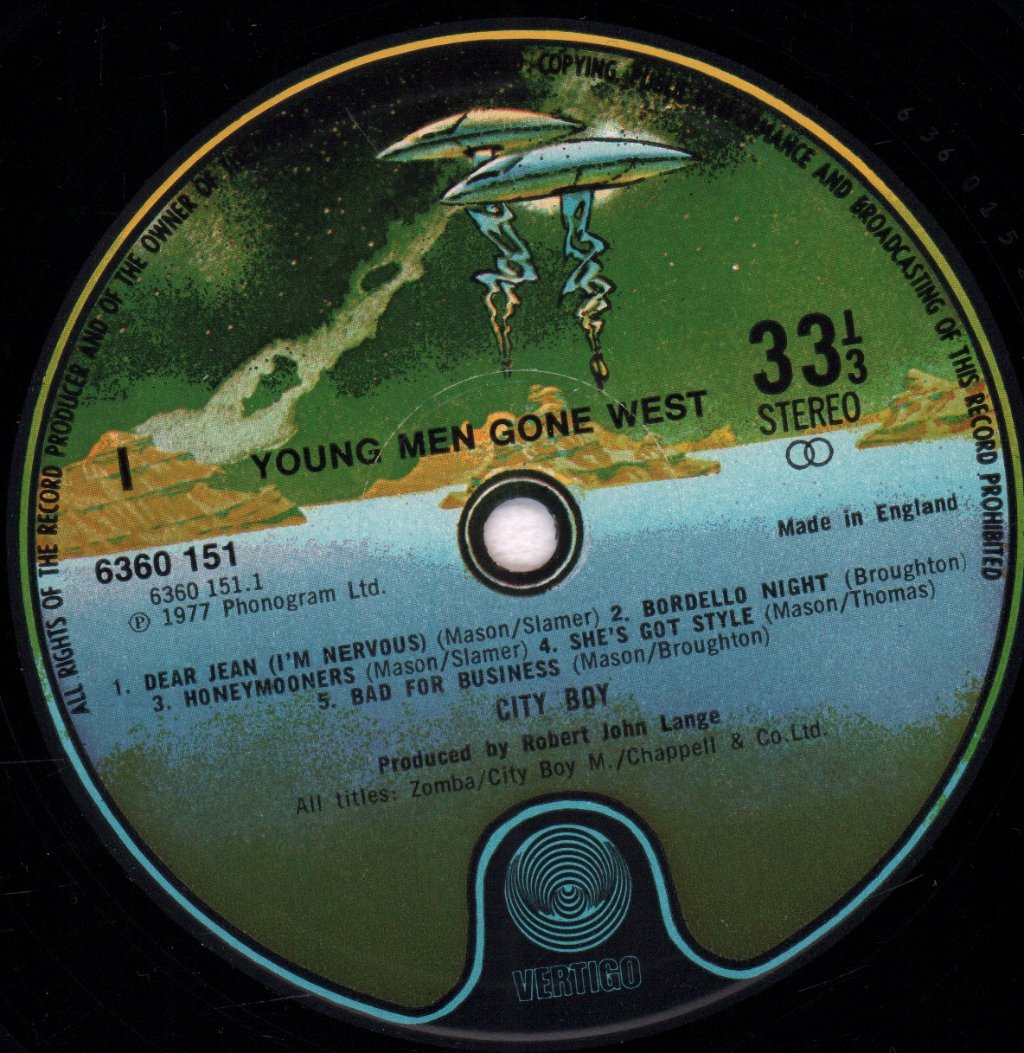 ALL RIGHTS OF THE RECORD PRODUCER AND OF THE OWNER OF
COPYING,
AND BROADCASTING OF THIS RECORD PROHIBITED
33 1/3
STEREO
YOUNG MEN GONE WEST
I
Made in England
6360 151
6360 151.1
Ⓟ 1977 Phonogram Ltd.
1. DEAR JEAN (I'M NERVOUS) (Mason/Slamer) 2. BORDELLO NIGHT (Broughton)
3. HONEYMOONERS (Mason/Slamer) 4. SHE'S GOT STYLE (Mason/Thomas)
5. BAD FOR BUSINESS (Mason/Broughton)
CITY BOY
Produced by Robert John Lange
All titles: Zomba/City Boy M./Chappell & Co.Ltd.
VERTIGO